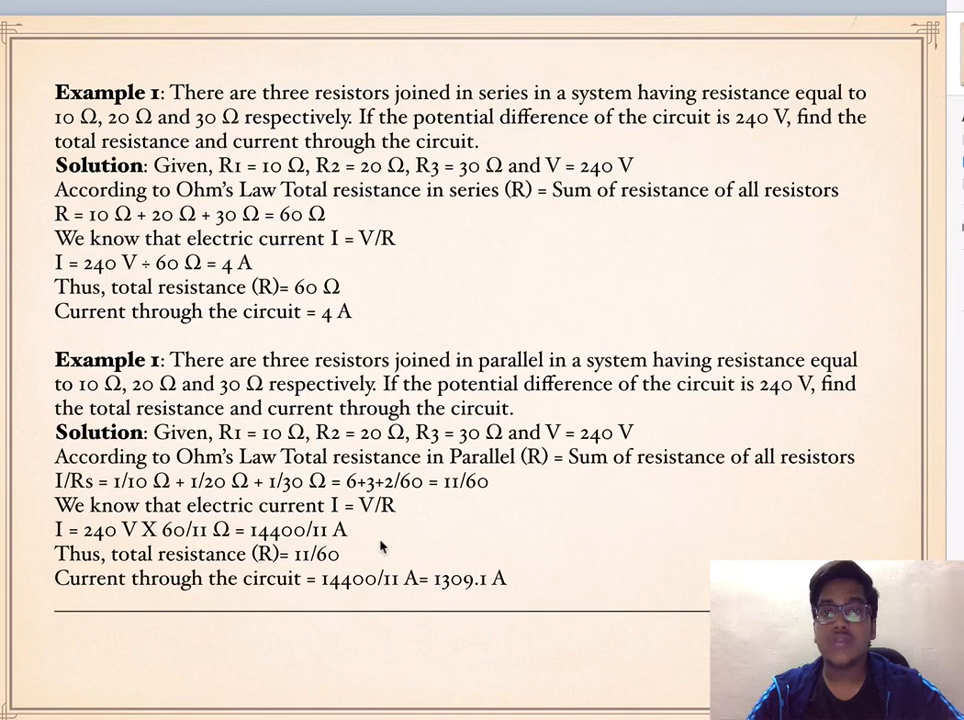 Example 1: There are three resistors joined in series in a system having resistance equal to
10 Ω, 20 Ω and 30 Ω respectively. If the potential difference of the circuit is 240 V, find the
total resistance and current through the circuit.
Solution: Given, R1 = 10 Ω, R2 = 20 Ω, R3 = 30 Ω and V = 240 V
According to Ohm's Law Total resistance in series (R) = Sum of resistance of all resistors
R = 10 Ω + 20 Ω + 30 Ω = 60 Ω
We know that electric current I = V/R
I = 240 V ÷ 60 Ω = 4 A
Thus, total resistance (R)= 60 Ω
Current through the circuit = 4 A
Example 1: There are three resistors joined in parallel in a system having resistance equal
to 10 Ω, 20 Ω and 30 Ω respectively. If the potential difference of the circuit is 240 V, find
the total resistance and current through the circuit.
Solution: Given, R1 = 10 Ω, R2 = 20 Ω, R3 = 30 Ω and V = 240 V
According to Ohm's Law Total resistance in Parallel (R) = Sum of resistance of all resistors
I/Rs = 1/10 Ω + 1/20 Ω + 1/30 Ω = 6+3+2/60 = 11/60
We know that electric current I = V/R
I = 240 V X 60/11 Ω = 14400/11 A
Thus, total resistance (R)= 11/60
Current through the circuit = 14400/11 A= 1309.1 A